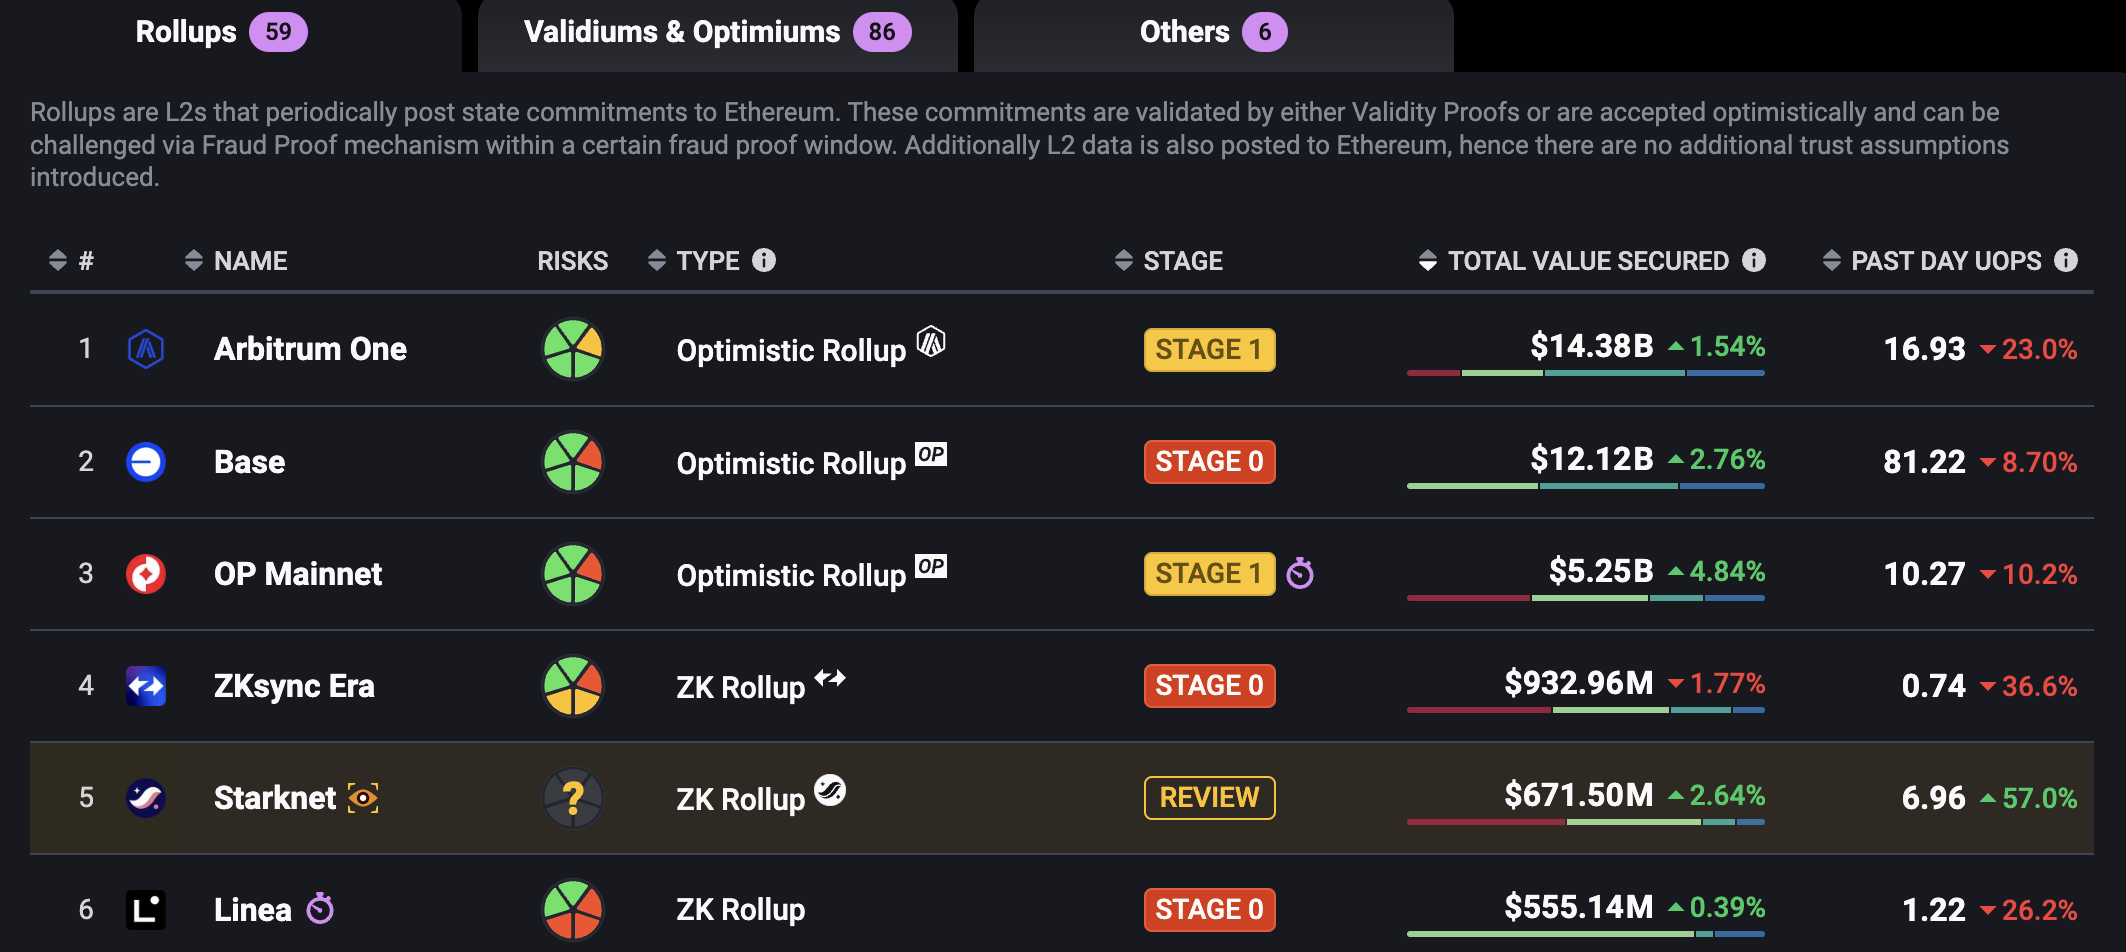 Rollups 59 Validiums & Optimiums 86 Others 6
Rollups are L2s that periodically post state commitments to Ethereum. These commitments are validated by either Validity Proofs or are accepted optimistically and can be
challenged via Fraud Proof mechanism within a certain fraud proof window. Additionally L2 data is also posted to Ethereum, hence there are no additional trust assumptions
introduced.
# NAME RISKS TYPE STAGE TOTAL VALUE SECURED PAST DAY UOPS
1 Arbitrum One Optimistic Rollup STAGE 1 $14.38B 1.54% 16.93 23.0%
2 Base Optimistic Rollup OP STAGE 0 $12.12B 2.76% 81.22 8.70%
3 OP Mainnet Optimistic Rollup OP STAGE 1 $5.25B 4.84% 10.27 10.2%
4 ZKsync Era ZK Rollup STAGE 0 $932.96M 1.77% 0.74 36.6%
5 Starknet ? ZK Rollup REVIEW $671.50M 2.64% 6.96 57.0%
6 Linea ZK Rollup STAGE 0 $555.14M 0.39% 1.22 26.2%